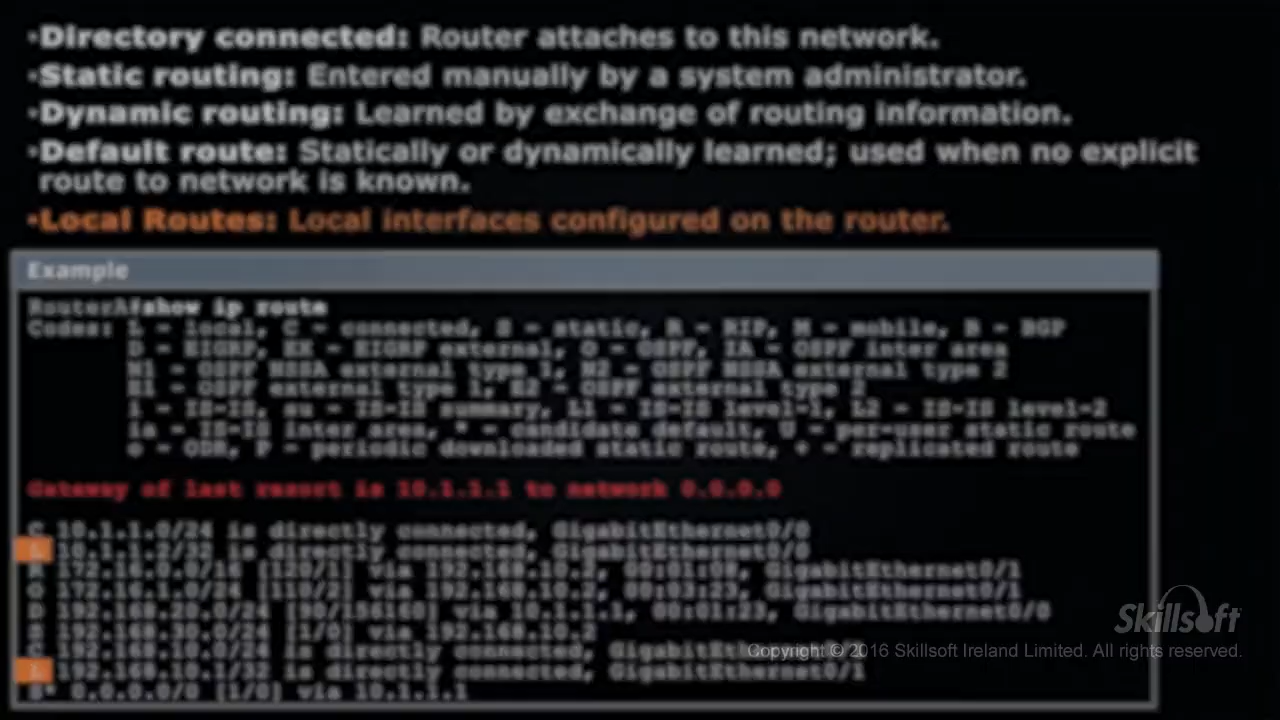 •Directory connected: Router attaches to this network.
•Static routing: Entered manually by a system administrator.
•Dynamic routing: Learned by exchange of routing information.
•Default route: Statically or dynamically learned; used when no explicit
route to network is known.
•Local Routes: Local interfaces configured on the router.
Example
RouterA#show ip route
Codes: L - local, C - connected, S - static, R - RIP, M - mobile, B - BGP
D - EIGRP, EX - EIGRP external, O - OSPF, IA - OSPF inter area
N1 - OSPF NSSA external type 1, N2 - OSPF NSSA external type 2
E1 - OSPF external type 1, E2 - OSPF external type 2
i - IS-IS, su - IS-IS summary, L1 - IS-IS level-1, L2 - IS-IS level-2
ia - IS-IS inter area, * - candidate default, U - per-user static route
o - ODR, P - periodic downloaded static route, + - replicated route
Gateway of last resort is 10.1.1.1 to network 0.0.0.0
C 10.1.1.0/24 is directly connected, GigabitEthernet0/0
L 10.1.1.2/32 is directly connected, GigabitEthernet0/0
R 172.16.0.0/16 [120/1] via 192.168.10.2, 00:01:08, GigabitEthernet0/1
O 172.16.1.0/24 [110/2] via 192.168.10.2, 00:03:23, GigabitEthernet0/1
D 192.168.20.0/24 [90/156160] via 10.1.1.1, 00:01:23, GigabitEthernet0/0
S 192.168.30.0/24 [1/0] via 192.168.10.2
C 192.168.10.0/24 is directly connected, GigabitEthernet0/1
L 192.168.10.1/32 is directly connected, GigabitEthernet0/1
S* 0.0.0.0/0 [1/0] via 10.1.1.1
Skillsoft
Copyright © 2016 Skillsoft Ireland Limited. All rights reserved.